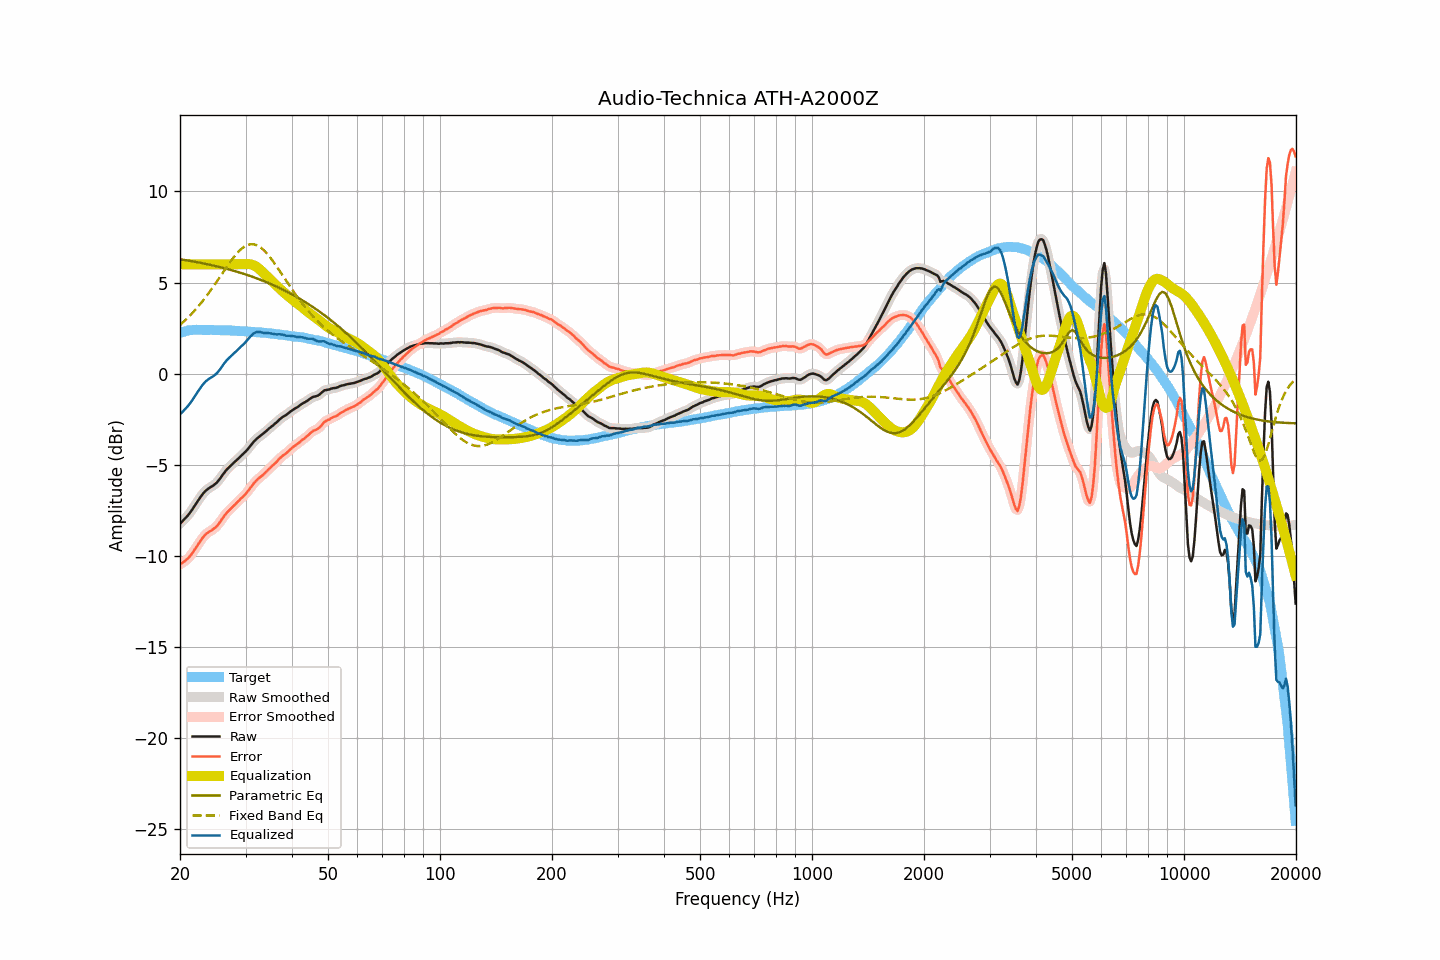 Audio-Technica ATH-A2000Z
Amplitude (dBr)
10
5
0
−5
−10
−15
−20
−25
Target
Raw Smoothed
Error Smoothed
Raw
Error
Equalization
Parametric Eq
Fixed Band Eq
Equalized
20 50 100 200 500 1000 2000 5000 10000 20000
Frequency (Hz)